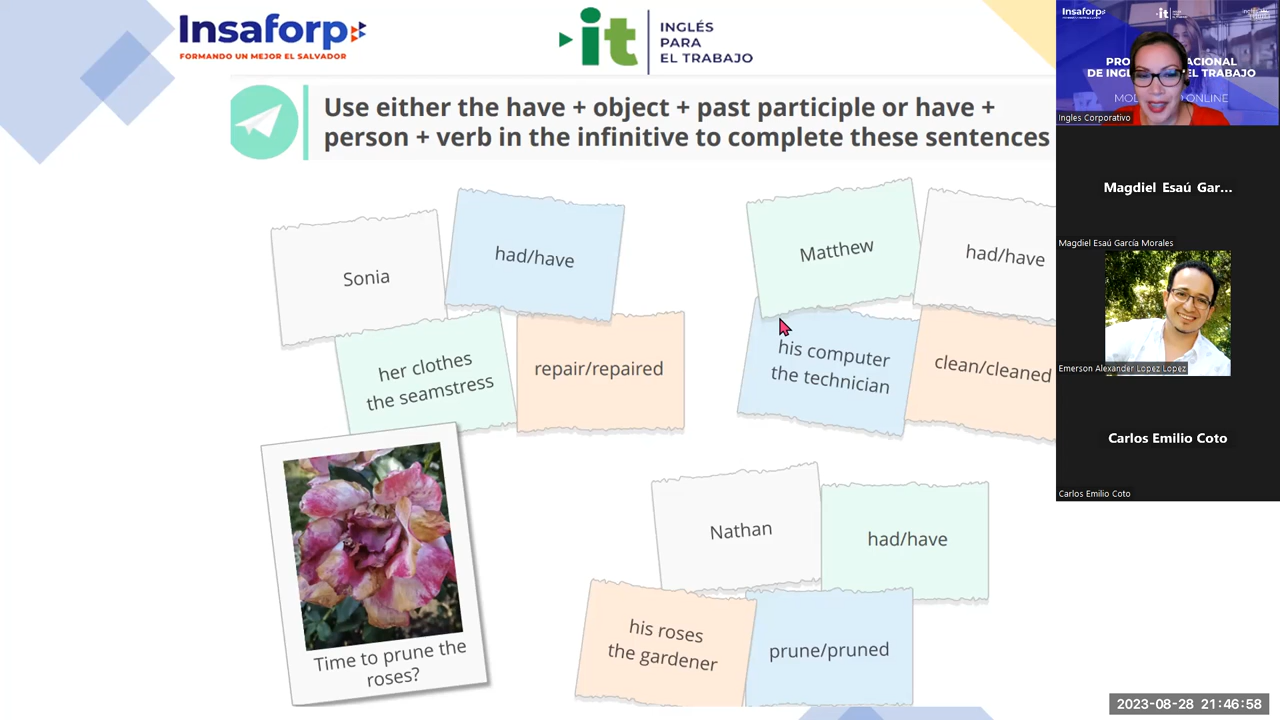 Insaforp
FORMANDO UN MEJOR EL SALVADOR
it
INGLÉS
PARA
EL TRABAJO
Use either the have + object + past participle or have +
person + verb in the infinitive to complete these sentences
Sonia
had/have
her clothes
the seamstress
repair/repaired
Matthew
had/have
his computer
the technician
clean/cleaned
Time to prune the
roses?
Nathan
had/have
his roses
the gardener
prune/pruned
Insaforp
it
Ingles Corporativo
Magdiel Esaú Gar...
Magdiel Esaú García Morales
Emerson Alexander Lopez Lopez
Carlos Emilio Coto
Carlos Emilio Coto
2023-08-28 21:46:58